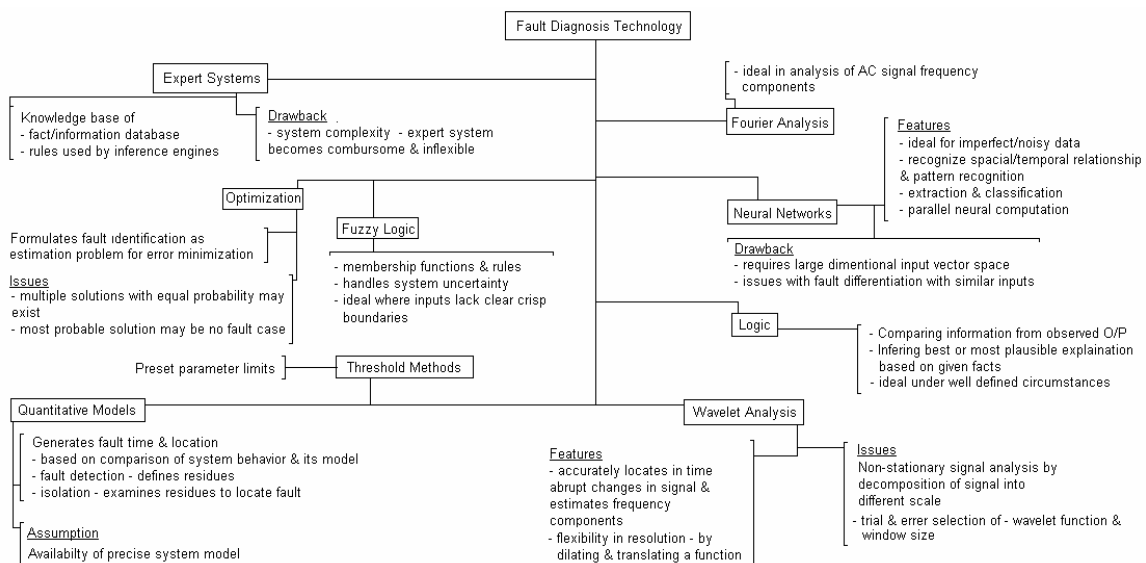 Fault Diagnosis Technology
Expert Systems
Knowledge base of
- fact/information database
- rules used by inference engines
Drawback
- system complexity - expert system
becomes combursome & inflexible
- ideal in analysis of AC signal frequency
components
Fourier Analysis
Features
- ideal for imperfect/noisy data
- recognize spacial/temporal relationship
& pattern recognition
- extraction & classification
- parallel neural computation
Neural Networks
Drawback
- requires large dimentional input vector space
- issues with fault differentiation with similar inputs
Optimization
Formulates fault identification as
estimation problem for error minimization
Issues
- multiple solutions with equal probability may
exist
- most probable solution may be no fault case
Fuzzy Logic
- membership functions & rules
- handles system uncertainty
- ideal where inputs lack clear crisp
boundaries
Logic
- Comparing information from observed O/P
- Infering best or most plausible explaination
based on given facts
- ideal under well defined circumstances
Preset parameter limits
Threshold Methods
Quantitative Models
Generates fault time & location
- based on comparison of system behavior & its model
- fault detection - defines residues
- isolation - examines residues to locate fault
Assumption
Availabilty of precise system model
Wavelet Analysis
Features
- accurately locates in time
abrupt changes in signal &
estimates frequency
components
- flexibility in resolution - by
dilating & translating a function
Issues
Non-stationary signal analysis by
decomposition of signal into
different scale
- trial & errer selection of - wavelet function &
window size